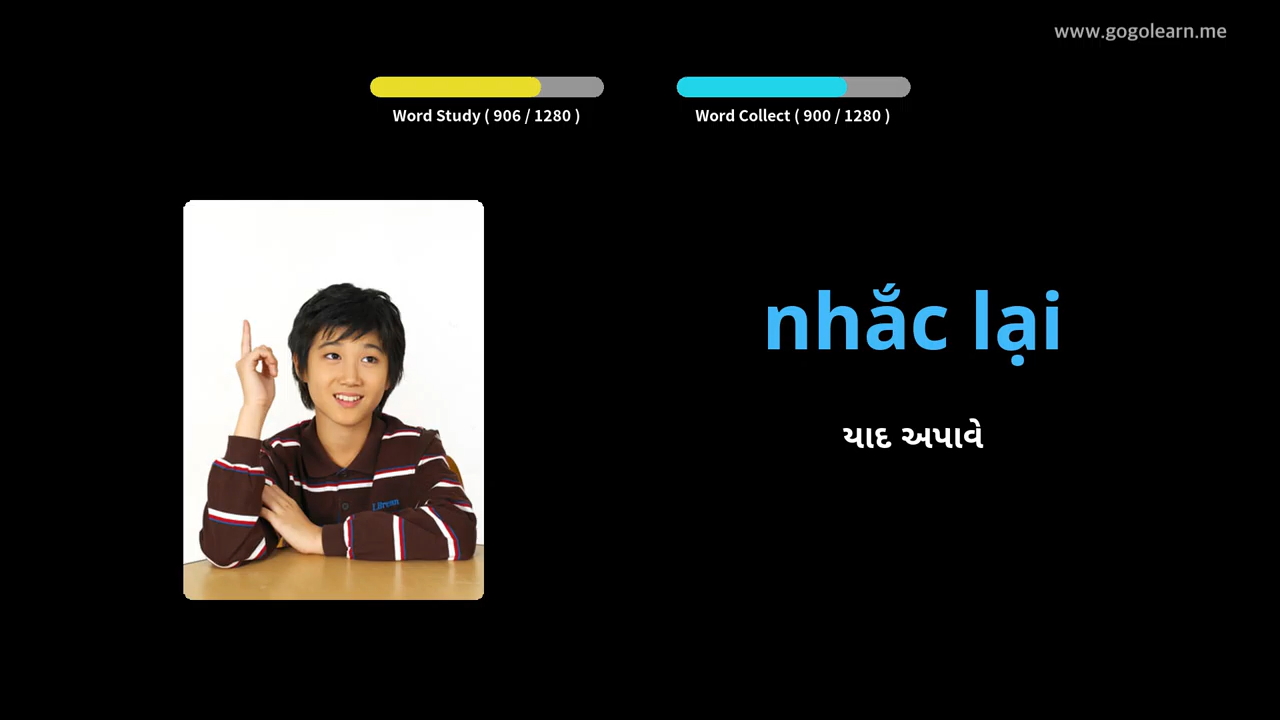 www.gogolearn.me
Word Study ( 906 / 1280 )
Word Collect ( 900 / 1280 )
nhắc lại
યાદ અપાવે